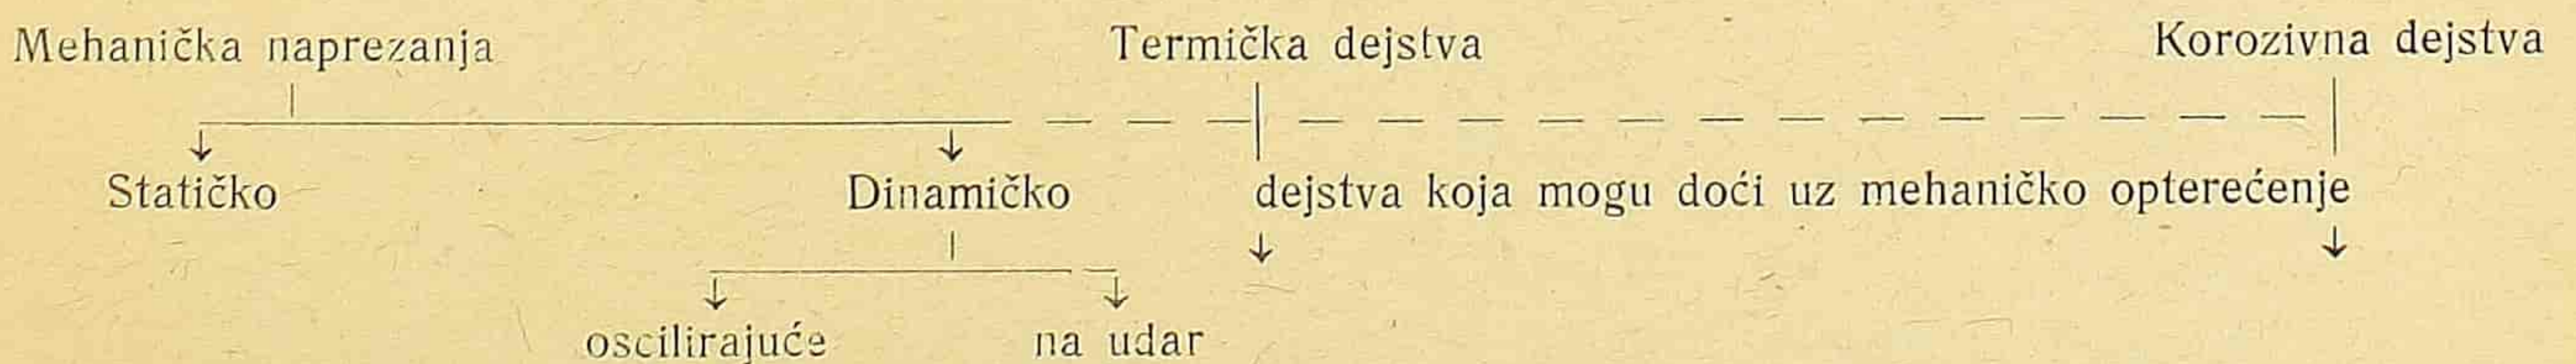 Mehanička naprezanja Termička dejstva Korozivna dejstva
Statičko Dinamičko dejstva koja mogu doći uz mehaničko opterećenje
oscilirajuće na udar